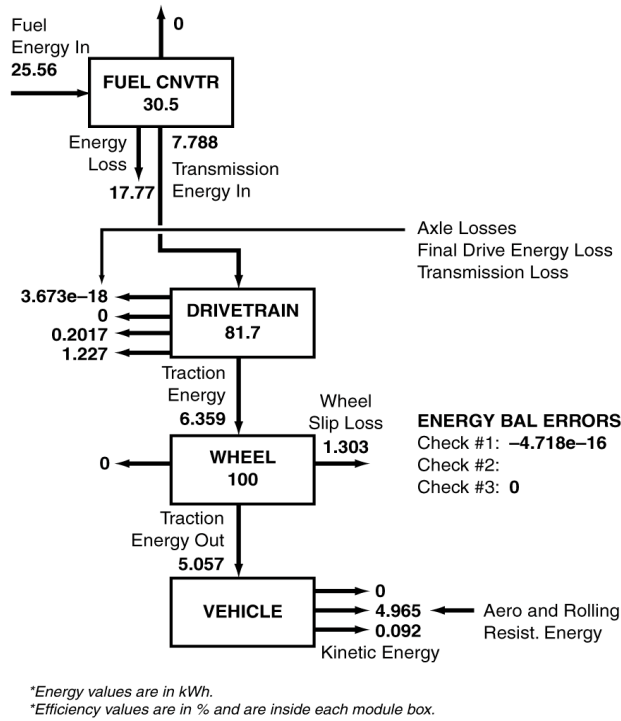 Fuel
Energy In
25.56
0
FUEL CNVTR
30.5
Energy
Loss
17.77
7.788
Transmission
Energy In
Axle Losses
Final Drive Energy Loss
Transmission Loss
3.673e–18
0
0.2017
1.227
DRIVETRAIN
81.7
Traction
Energy
6.359
Wheel
Slip Loss
1.303
0
WHEEL
100
ENERGY BAL ERRORS
Check #1: –4.718e–16
Check #2:
Check #3: 0
Traction
Energy Out
5.057
VEHICLE
0
4.965
0.092
Kinetic Energy
Aero and Rolling
Resist. Energy
*Energy values are in kWh.
*Efficiency values are in % and are inside each module box.